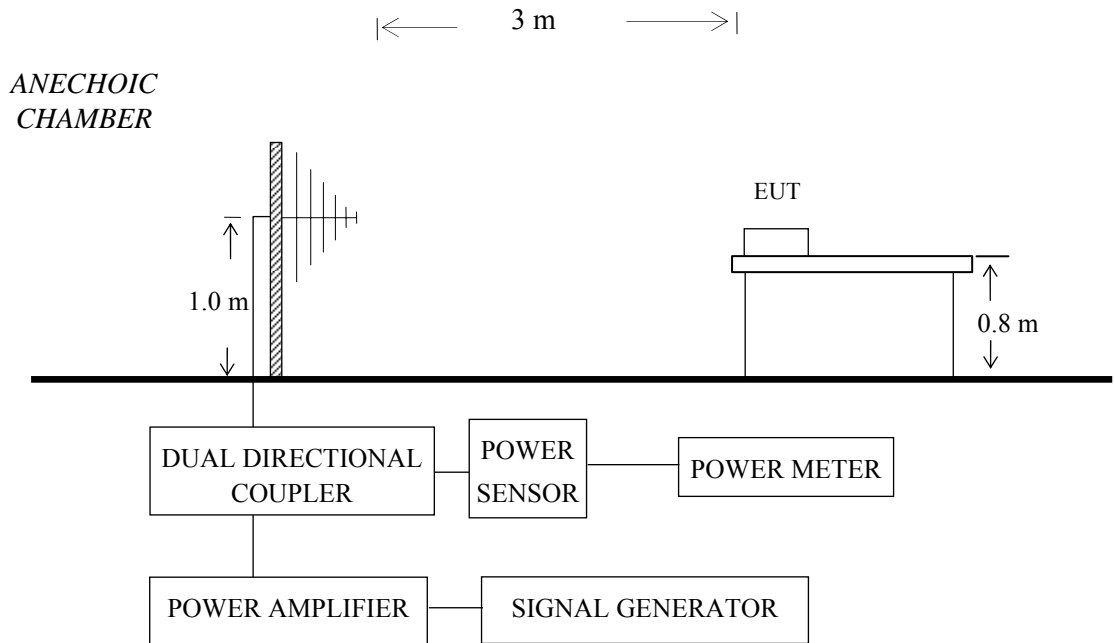 3 m
ANECHOIC
CHAMBER
EUT
1.0 m
0.8 m
DUAL DIRECTIONAL
COUPLER
POWER
SENSOR
POWER METER
POWER AMPLIFIER
SIGNAL GENERATOR